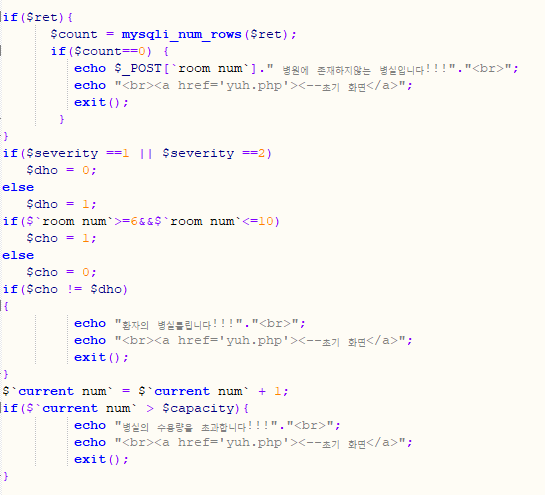 if($ret){
$count = mysqli_num_rows($ret);
if($count==0) {
echo $_POST[`room num`]." 병원에 존재하지않는 병실입니다!!!"."<br>";
echo "<br><a href='yuh.php'><--초기 화면</a>";
exit();
}
}
if($severity ==1 || $severity ==2)
$dho = 0;
else
$dho = 1;
if($`room num`>=6&&$`room num`<=10)
$cho = 1;
else
$cho = 0;
if($cho != $dho)
{
echo "환자의 병실틀립니다!!!"."<br>";
echo "<br><a href='yuh.php'><--초기 화면</a>";
exit();
}
$`current num` = $`current num` + 1;
if($`current num` > $capacity){
echo "병실의 수용량을 초과합니다!!!"."<br>";
echo "<br><a href='yuh.php'><--초기 화면</a>";
exit();
}